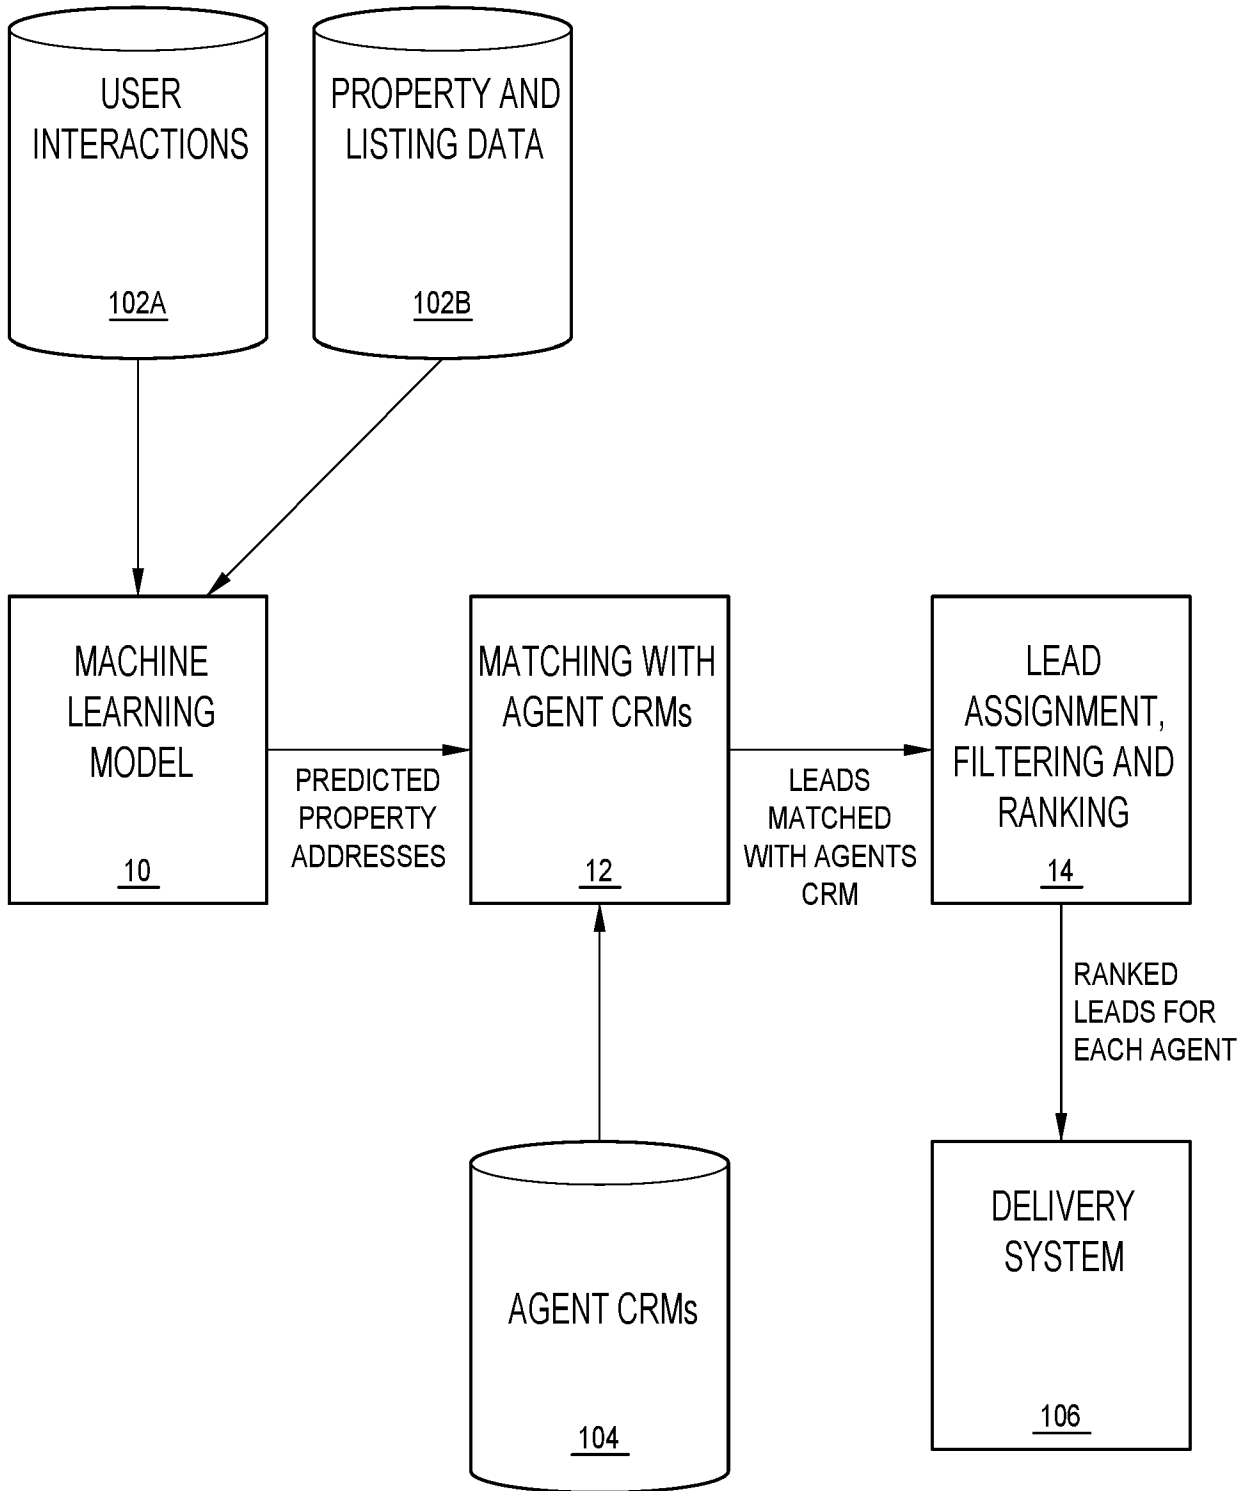 USER
INTERACTIONS
102A
PROPERTY AND
LISTING DATA
102B
MACHINE
LEARNING
MODEL
10
PREDICTED
PROPERTY
ADDRESSES
MATCHING WITH
AGENT CRMs
12
LEADS
MATCHED
WITH AGENTS
CRM
LEAD
ASSIGNMENT,
FILTERING AND
RANKING
14
RANKED
LEADS FOR
EACH AGENT
AGENT CRMs
104
DELIVERY
SYSTEM
106